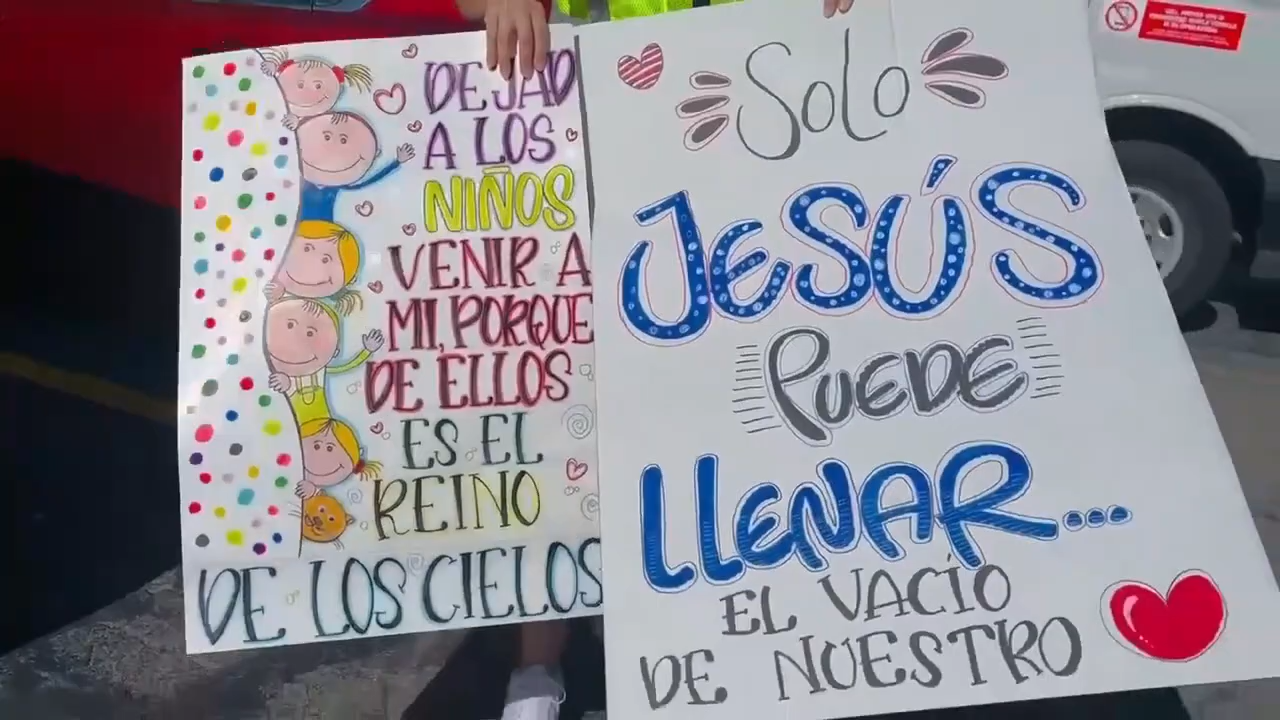 DEJAD
A LOS
NIÑOS
VENIR A
MI, PORQUE
DE ELLOS
ES EL
REINO
DE LOS CIELOS
Solo
JESÚS
PUEDE
LLENAR...
EL VACÍO
DE NUESTRO